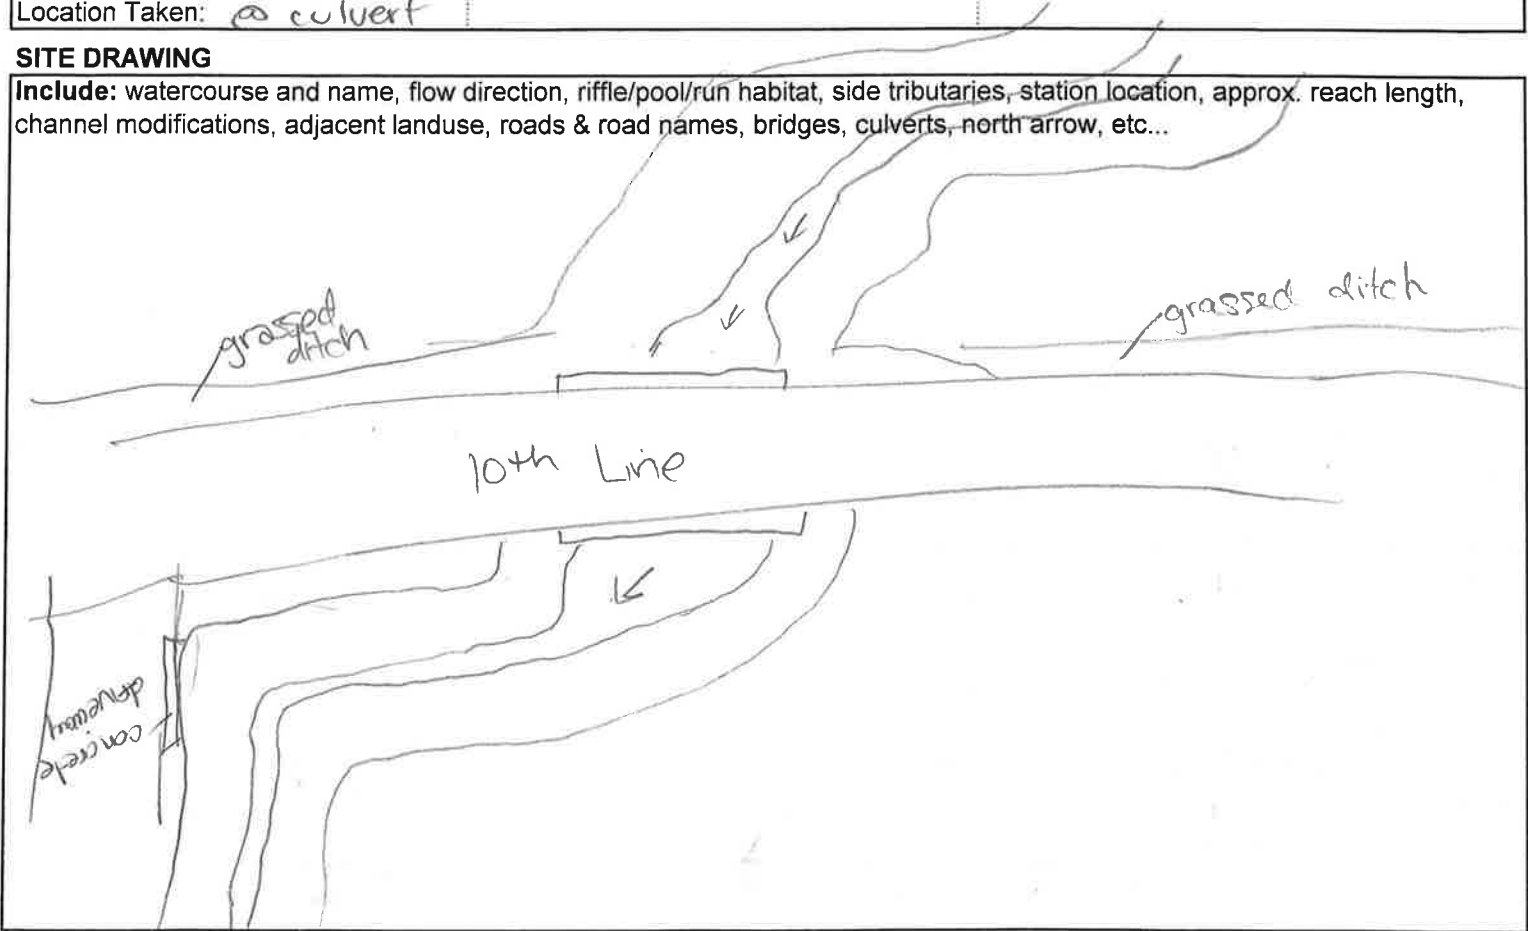 Location Taken: @ culvert
SITE DRAWING
Include: watercourse and name, flow direction, riffle/pool/run habitat, side tributaries, station location, approx. reach length,
channel modifications, adjacent landuse, roads & road names, bridges, culverts, north arrow, etc...
grassed
ditch
grassed ditch
10th Line
concrete
driveway